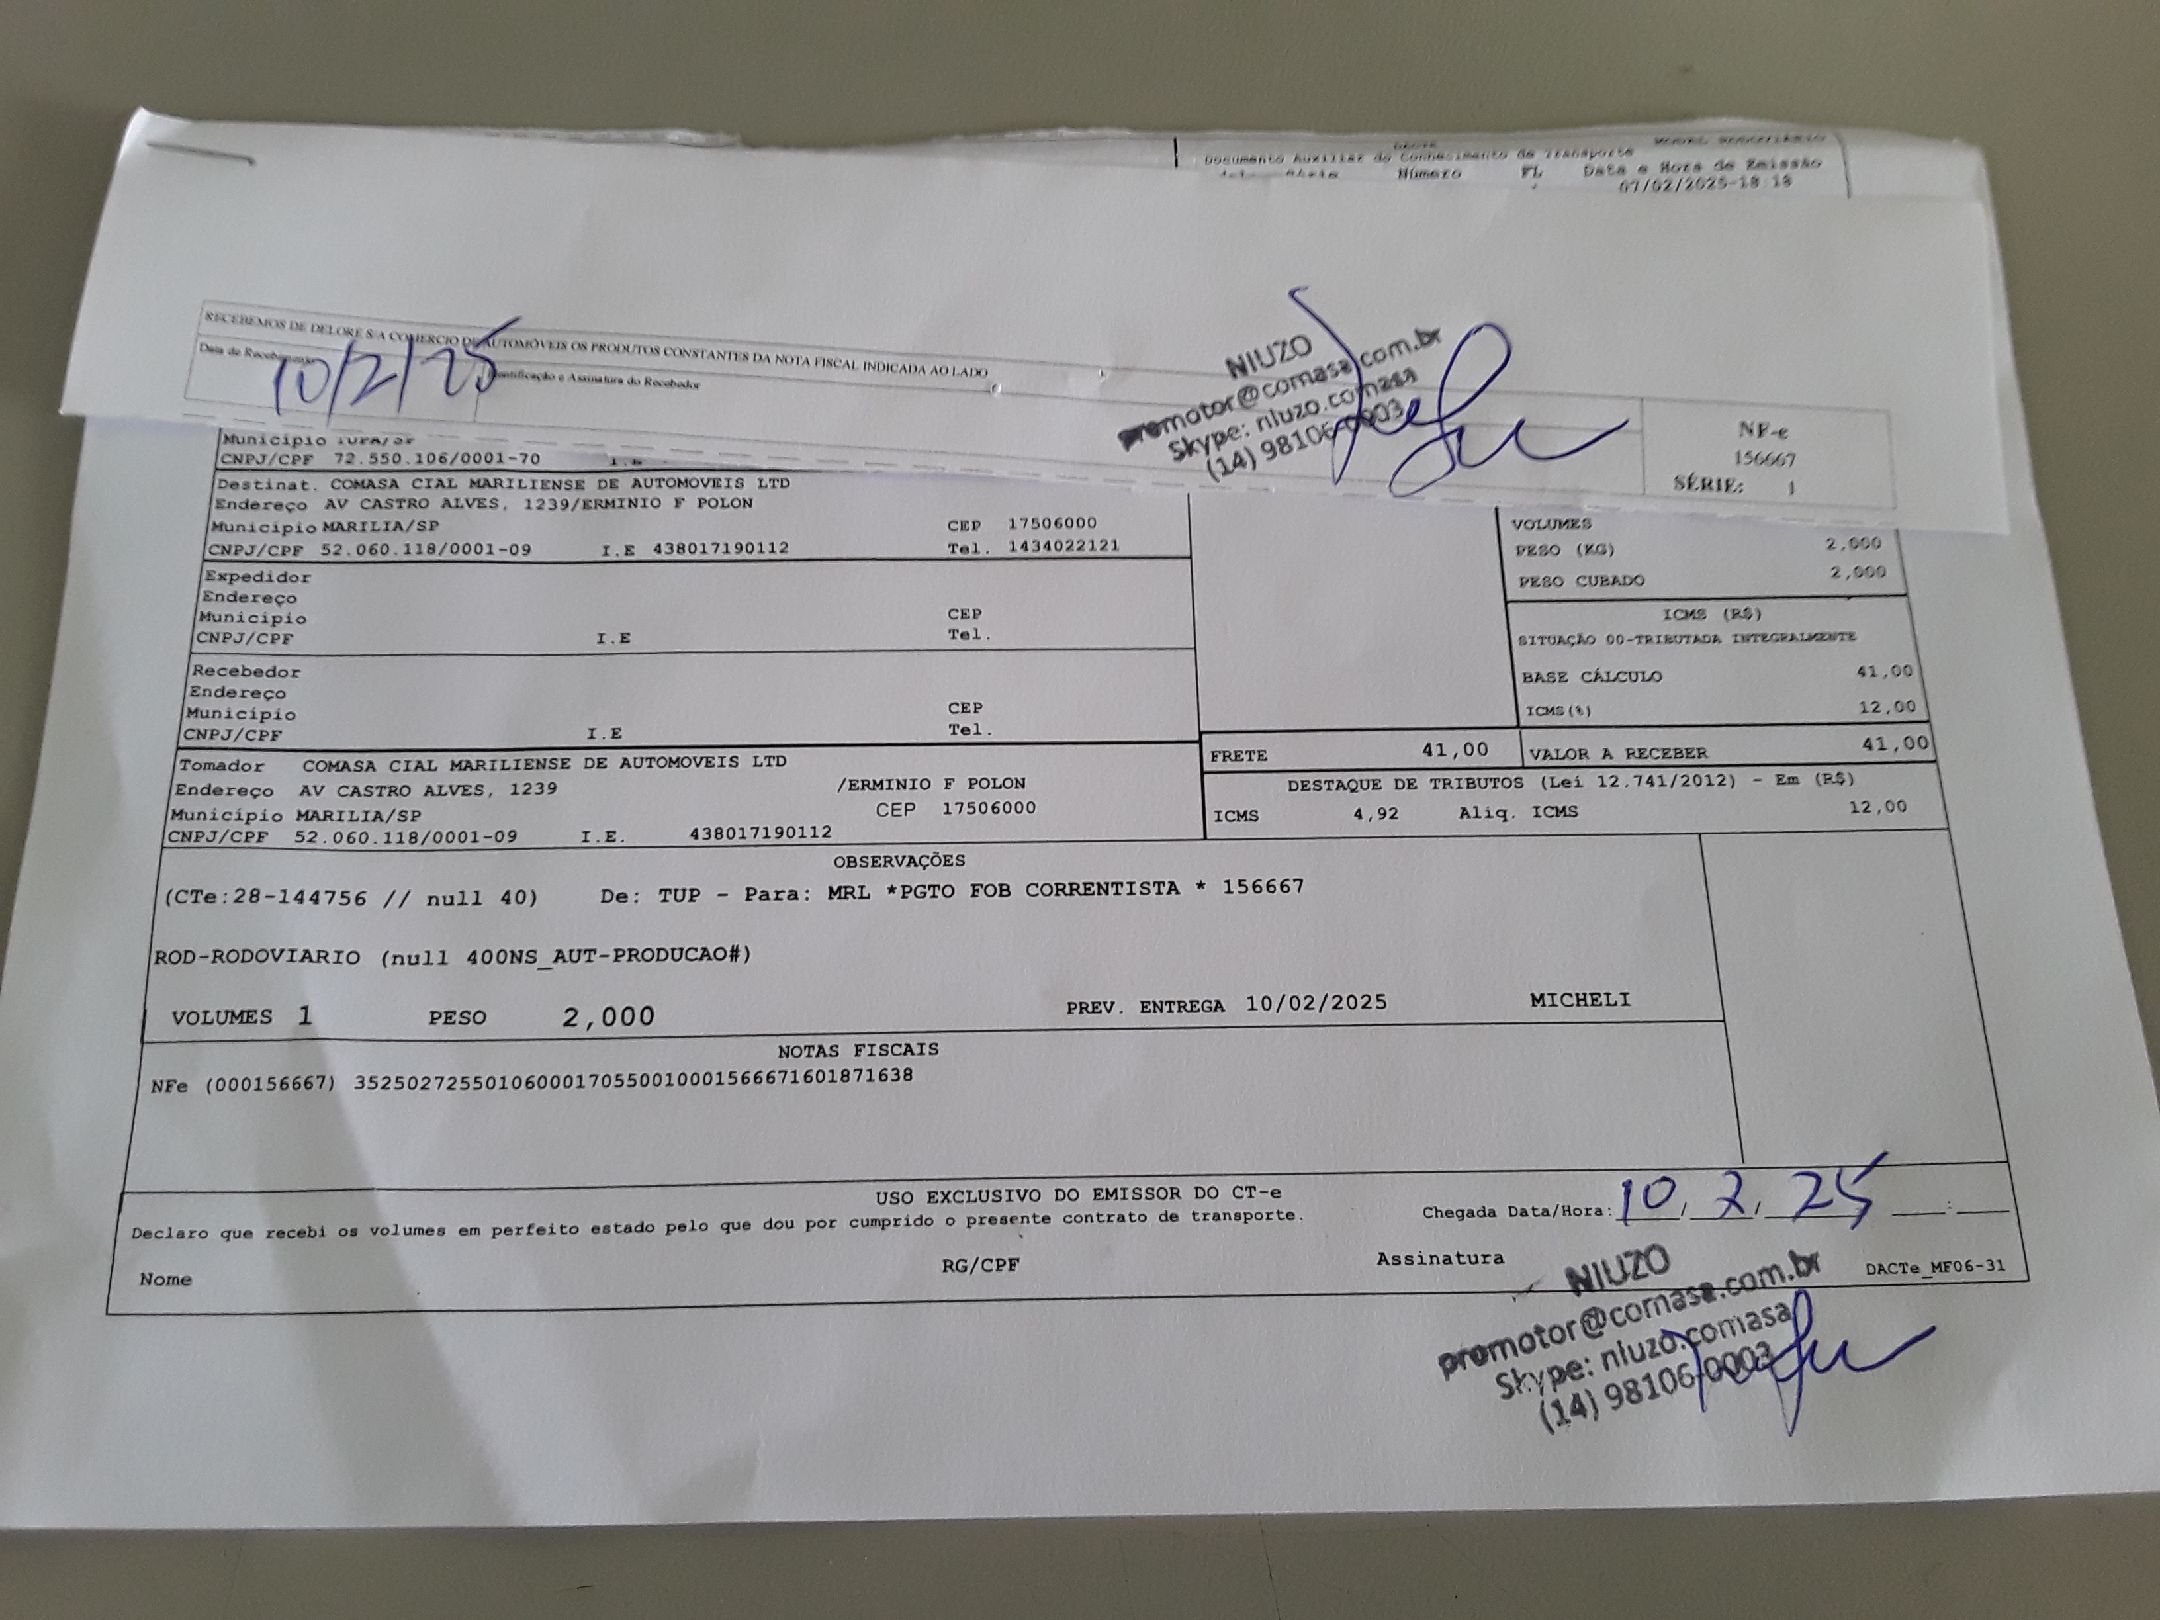 DACTE MODAL RODOVIÁRIO
Documento Auxiliar do Conhecimento de Transporte
Número FL Data e Hora de Emissão
07/02/2025-18:18
RECEBEMOS DE DELORE S/A COMERCIO DE AUTOMÓVEIS OS PRODUTOS CONSTANTES DA NOTA FISCAL INDICADA AO LADO
Data de Recebimento
Identificação e Assinatura do Recebedor
10/2/25
NIUZO
promotor@comasa.com.br
Skype: niuzo.comasa
(14) 98106-0003
NF-e
156667
SÉRIE: 1
Município
CNPJ/CPF 72.550.106/0001-70 I.E
Destinat. COMASA CIAL MARILIENSE DE AUTOMOVEIS LTD
Endereço AV CASTRO ALVES, 1239/ERMINIO F POLON
Município MARILIA/SP CEP 17506000
CNPJ/CPF 52.060.118/0001-09 I.E 438017190112 Tel. 1434022121
Expedidor
Endereço
Município CEP
CNPJ/CPF I.E Tel.
Recebedor
Endereço
Município CEP
CNPJ/CPF I.E Tel.
Tomador COMASA CIAL MARILIENSE DE AUTOMOVEIS LTD
Endereço AV CASTRO ALVES, 1239 /ERMINIO F POLON
Município MARILIA/SP CEP 17506000
CNPJ/CPF 52.060.118/0001-09 I.E. 438017190112
VOLUMES
PESO (KG) 2,000
PESO CUBADO 2,000
ICMS (R$)
SITUAÇÃO 00-TRIBUTADA INTEGRALMENTE
BASE CÁLCULO 41,00
ICMS(%) 12,00
FRETE 41,00 VALOR A RECEBER 41,00
DESTAQUE DE TRIBUTOS (Lei 12.741/2012) - Em (R$)
ICMS 4,92 Aliq. ICMS 12,00
OBSERVAÇÕES
(CTe:28-144756 // null 40) De: TUP - Para: MRL *PGTO FOB CORRENTISTA * 156667
ROD-RODOVIARIO (null 400NS_AUT-PRODUCAO#)
VOLUMES 1 PESO 2,000 PREV. ENTREGA 10/02/2025 MICHELI
NOTAS FISCAIS
NFe (000156667) 35250272550106000170550010001566671601871638
USO EXCLUSIVO DO EMISSOR DO CT-e
Declaro que recebi os volumes em perfeito estado pelo que dou por cumprido o presente contrato de transporte.
Chegada Data/Hora: 10/2/25 :
Nome RG/CPF Assinatura
DACTe_MF06-31
NIUZO
promotor@comasa.com.br
Skype: niuzo.comasa
(14) 98106-0003